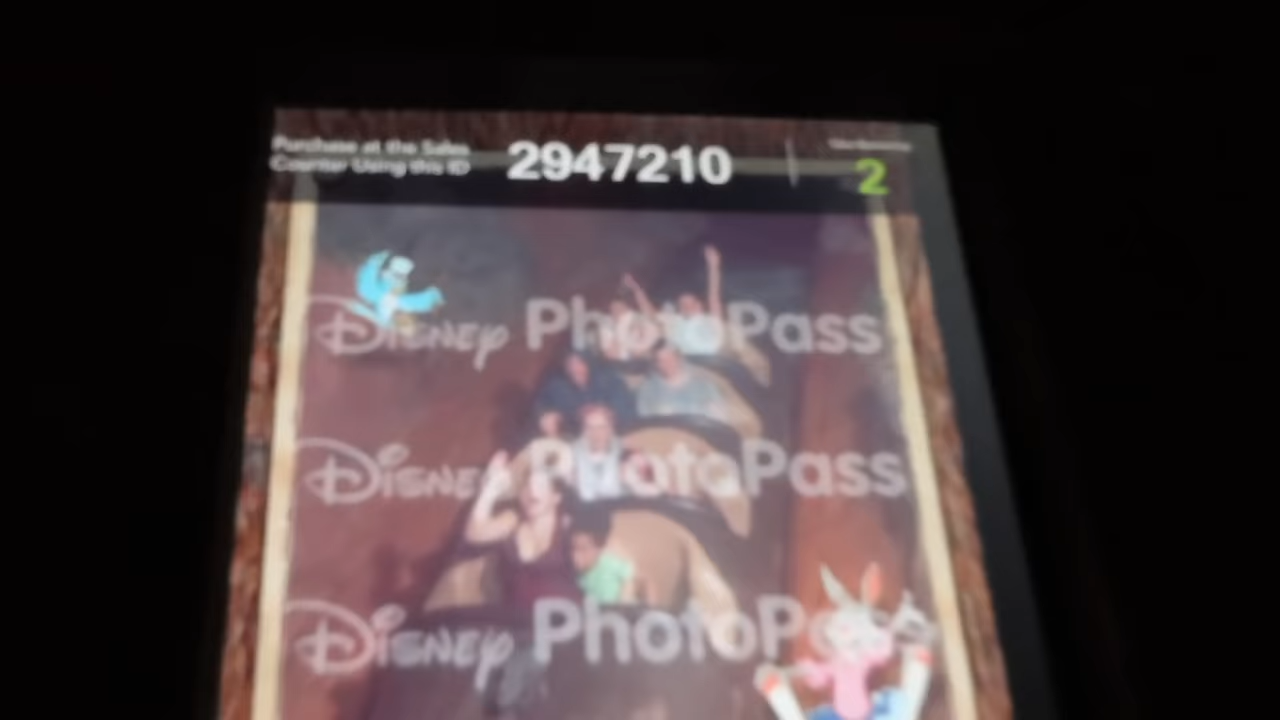 Purchase at the Sales
Counter Using this ID
2947210
2
Disney PhotoPass
Disney PhotoPass
Disney PhotoPass